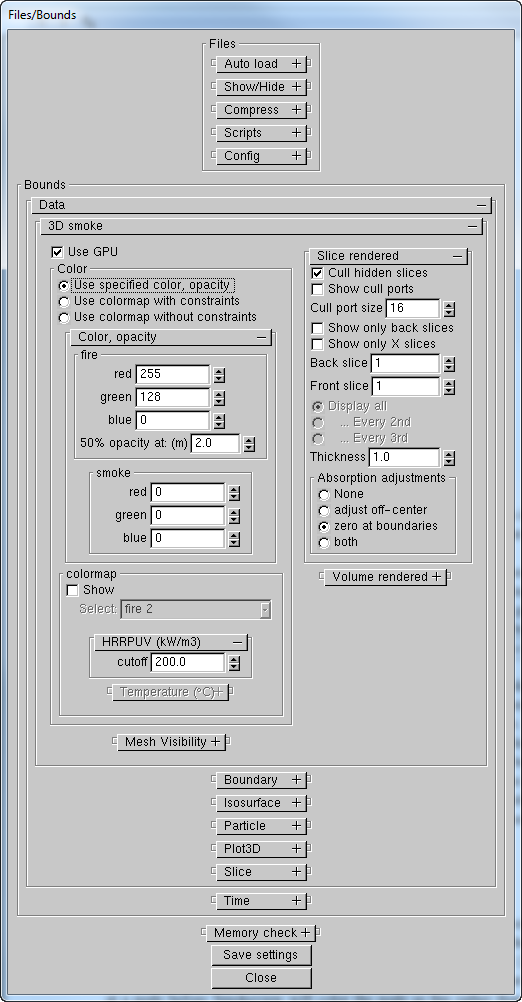 Files/Bounds
Files
Auto load +
Show/Hide +
Compress +
Scripts +
Config +
Bounds
Data –
3D smoke –
Use GPU
Color
Use specified color, opacity
Use colormap with constraints
Use colormap without constraints
Color, opacity –
fire
red 255
green 128
blue 0
50% opacity at: (m) 2.0
smoke
red 0
green 0
blue 0
colormap
Show
Select: fire 2
HRRPUV (kW/m3) –
cutoff 200.0
Temperature (°C)+
Mesh Visibility +
Slice rendered –
Cull hidden slices
Show cull ports
Cull port size 16
Show only back slices
Show only X slices
Back slice 1
Front slice 1
Display all
... Every 2nd
... Every 3rd
Thickness 1.0
Absorption adjustments
None
adjust off-center
zero at boundaries
both
Volume rendered +
Boundary +
Isosurface +
Particle +
Plot3D +
Slice +
Time +
Memory check +
Save settings
Close